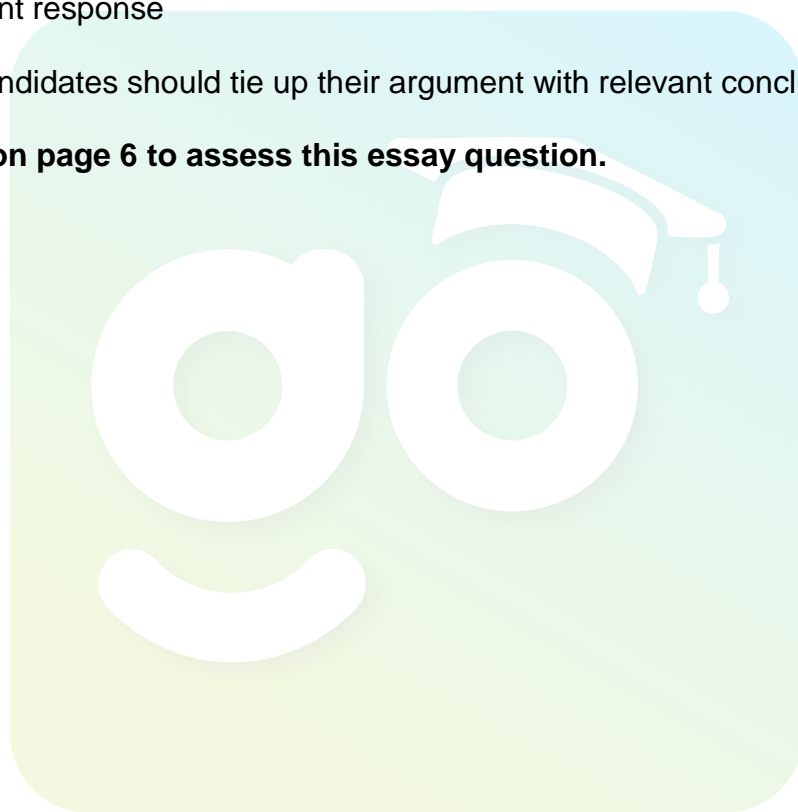 nt response
ndidates should tie up their argument with relevant concl
on page 6 to assess this essay question.
go